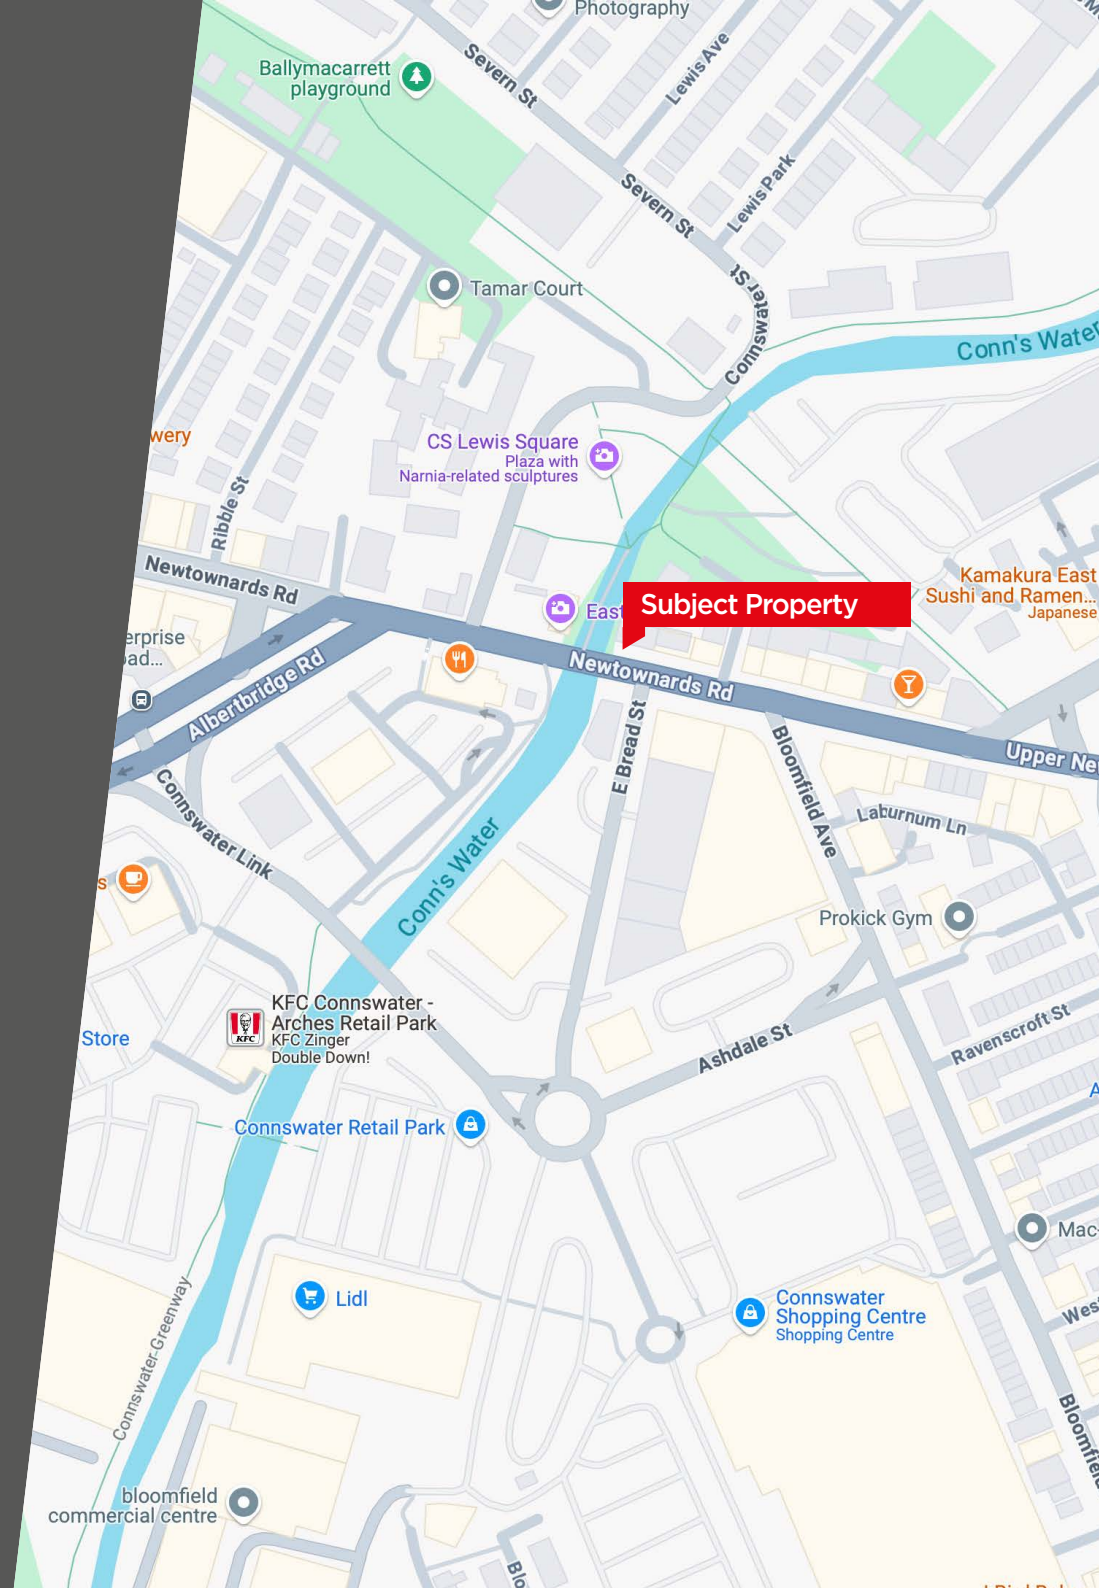 Photography
Ballymacarrett
playground
Severn St
Lewis Ave
Severn St
Lewis Park
Tamar Court
Connswater St
Conn's Water
wery
CS Lewis Square
Plaza with
Narnia-related sculptures
Ribble St
Newtownards Rd
Kamakura East
Sushi and Ramen...
Japanese
Subject Property
East
erprise
oad...
Newtownards Rd
Albertbridge Rd
E Bread St
Bloomfield Ave
Upper Ne
Laburnum Ln
Connswater Link
Conn's Water
s
Prokick Gym
KFC Connswater -
Arches Retail Park
KFC Zinger
Double Down!
KFC
Store
Ravenscroft St
Ashdale St
A
Connswater Retail Park
Mac-
Lidl
Connswater
Shopping Centre
Shopping Centre
West
Connswater-Greenway
Bloomfield
bloomfield
commercial centre
Blo